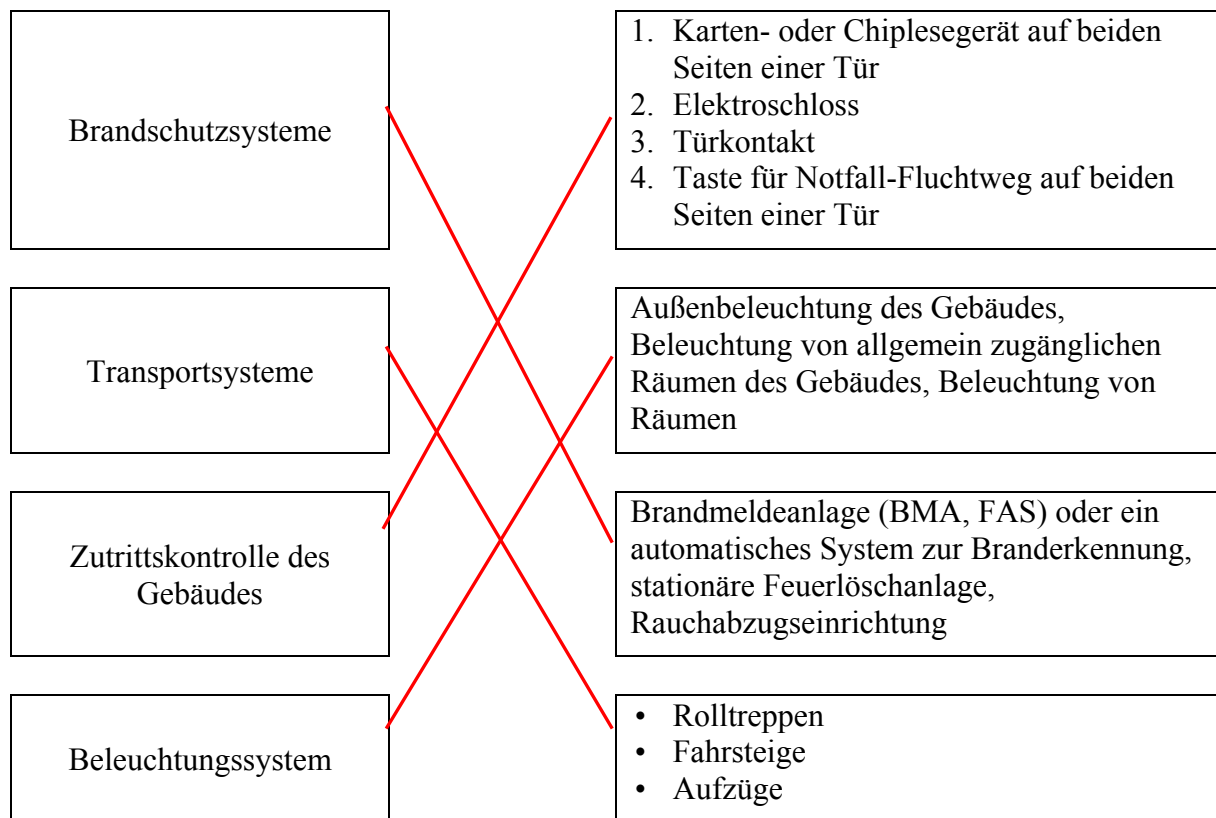 Brandschutzsysteme
1. Karten- oder Chiplesegerät auf beiden
Seiten einer Tür
2. Elektroschloss
3. Türkontakt
4. Taste für Notfall-Fluchtweg auf beiden
Seiten einer Tür
Transportsysteme
Außenbeleuchtung des Gebäudes,
Beleuchtung von allgemein zugänglichen
Räumen des Gebäudes, Beleuchtung von
Räumen
Zutrittskontrolle des
Gebäudes
Brandmeldeanlage (BMA, FAS) oder ein
automatisches System zur Branderkennung,
stationäre Feuerlöschanlage,
Rauchabzugseinrichtung
Beleuchtungssystem
• Rolltreppen
• Fahrsteige
• Aufzüge